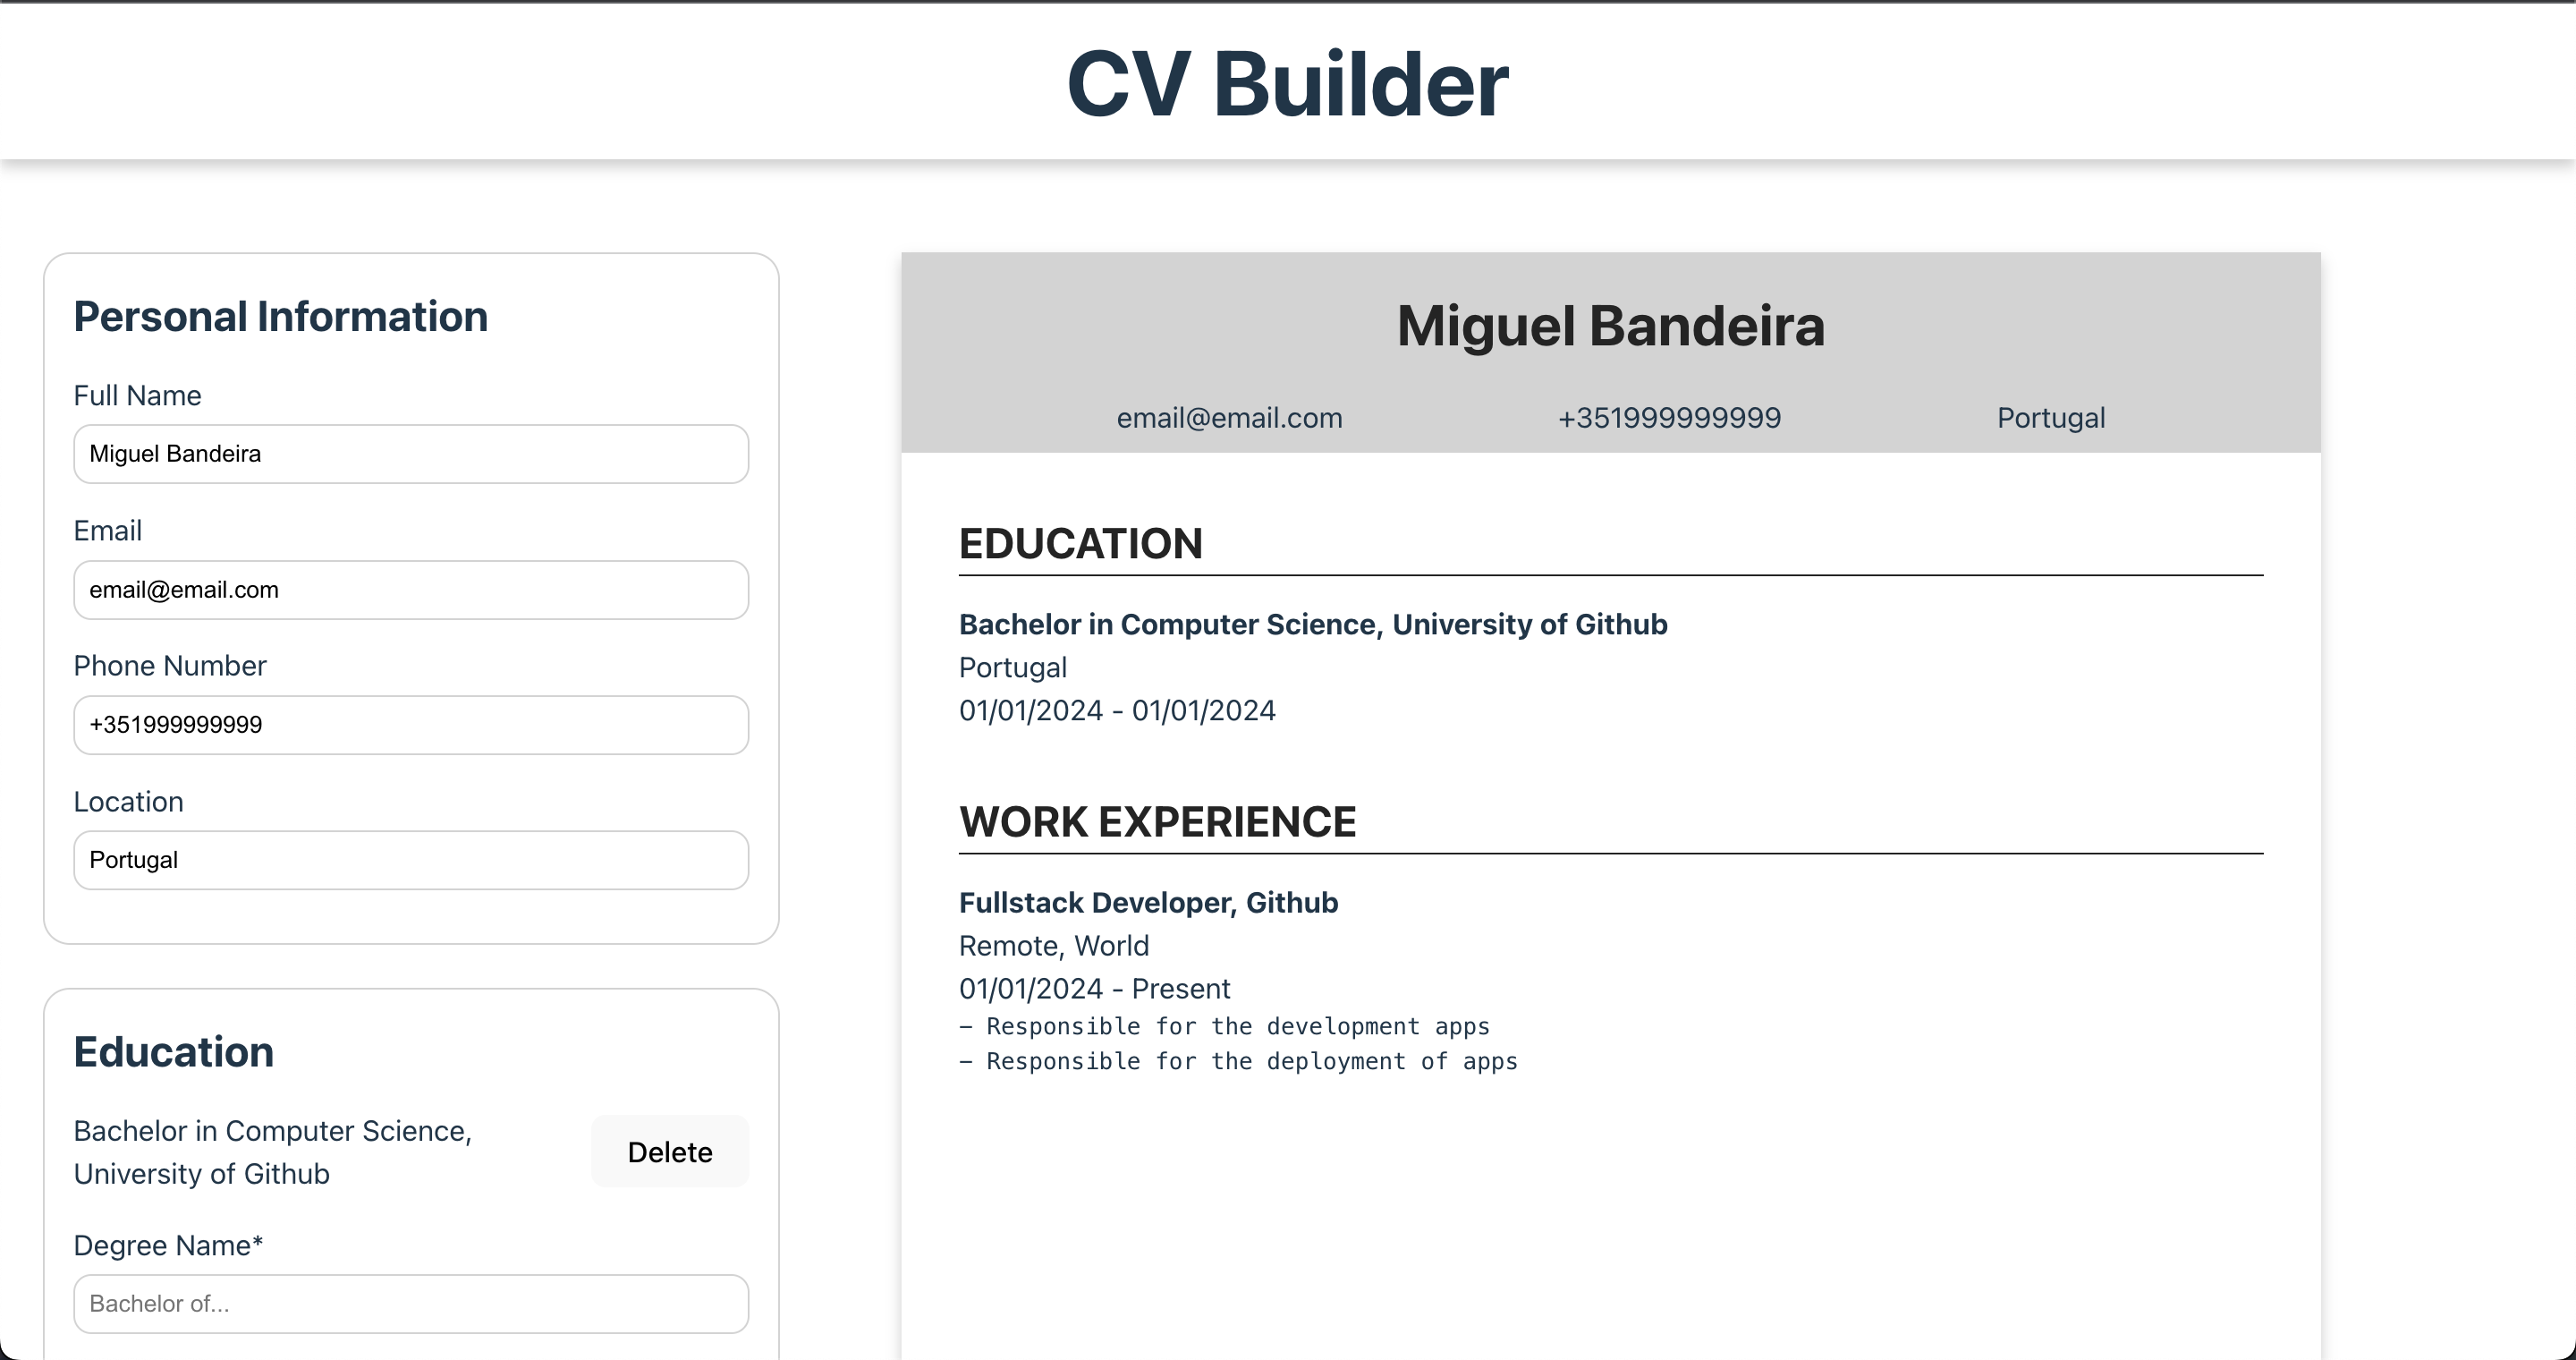 CV Builder
Personal Information
Full Name
Miguel Bandeira
Email
email@email.com
Phone Number
+351999999999
Location
Portugal
Education
Bachelor in Computer Science,
University of Github
Delete
Degree Name*
Bachelor of...
Miguel Bandeira
email@email.com +351999999999 Portugal
EDUCATION
Bachelor in Computer Science, University of Github
Portugal
01/01/2024 - 01/01/2024
WORK EXPERIENCE
Fullstack Developer, Github
Remote, World
01/01/2024 - Present
- Responsible for the development apps
- Responsible for the deployment of apps